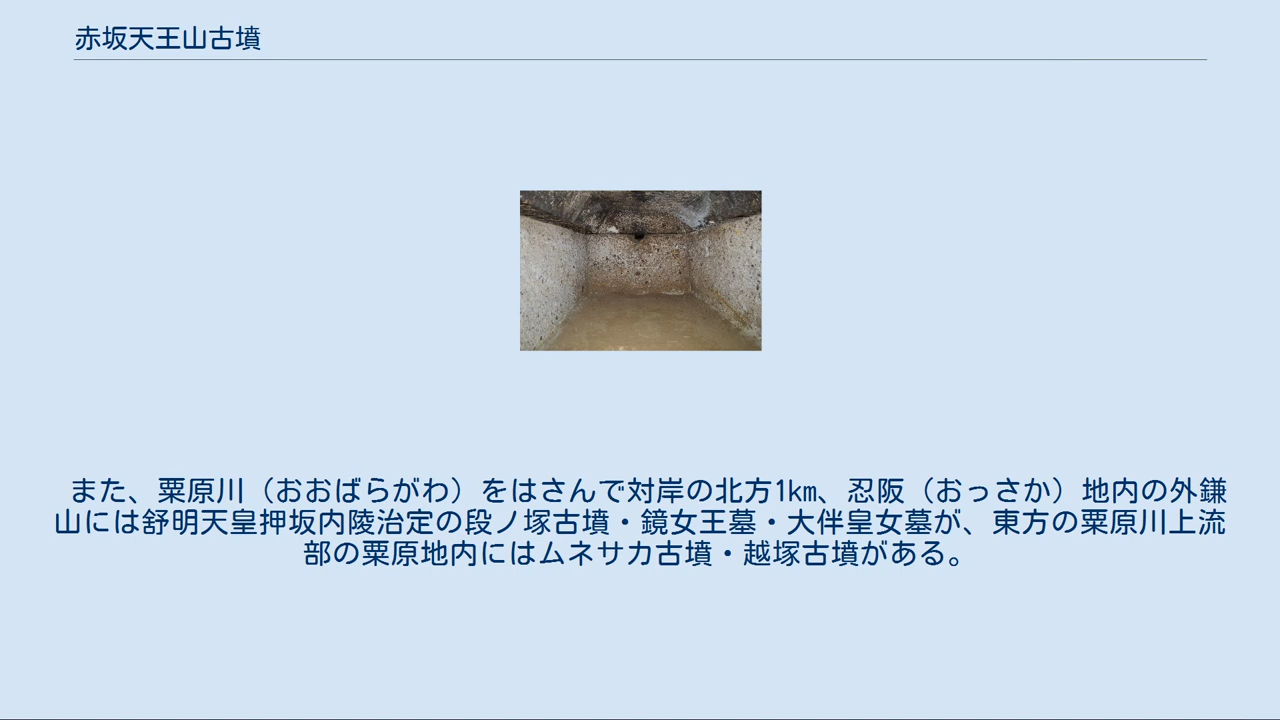 赤坂天王山古墳
また、粟原川（おおばらがわ）をはさんで対岸の北方1km、忍阪（おっさか）地内の外鎌
山には舒明天皇押坂内陵治定の段ノ塚古墳・鏡女王墓・大伴皇女墓が、東方の粟原川上流
部の粟原地内にはムネサカ古墳・越塚古墳がある。